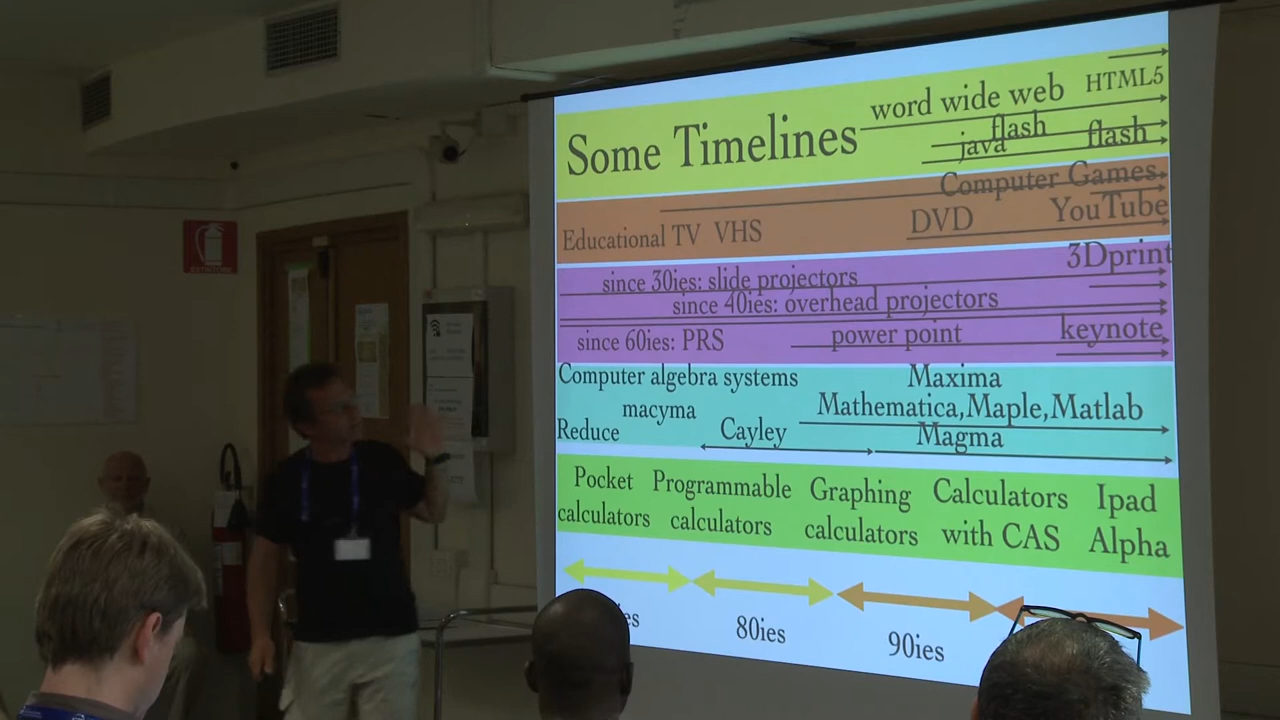 Some Timelines
word wide web
HTML5
flash
java
flash
Computer Games
Educational TV VHS
DVD
YouTube
3Dprint
since 30ies: slide projectors
since 40ies: overhead projectors
since 60ies: PRS
power point
keynote
Computer algebra systems
Maxima
macyma
Mathematica,Maple,Matlab
Reduce
Cayley
Magma
Pocket calculators
Programmable calculators
Graphing calculators
Calculators with CAS
Ipad Alpha
80ies
90ies